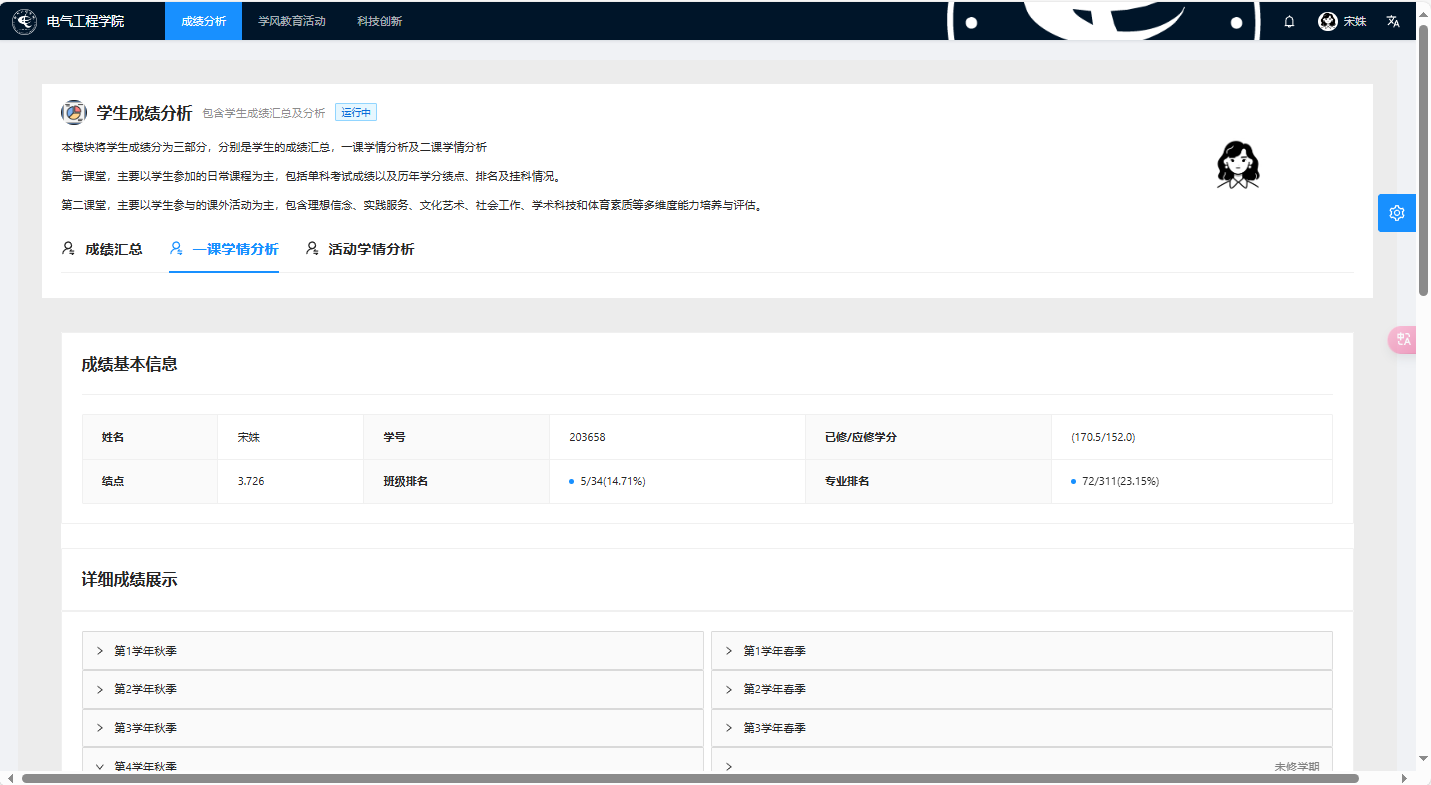 电气工程学院 成绩分析 学风教育活动 科技创新 宋姝
学生成绩分析 包含学生成绩汇总及分析 运行中
本模块将学生成绩分为三部分，分别是学生的成绩汇总，一课学情分析及二课学情分析
第一课堂，主要以学生参加的日常课程为主，包括单科考试成绩以及历年学分绩点、排名及挂科情况。
第二课堂，主要以学生参与的课外活动为主，包含理想信念、实践服务、文化艺术、社会工作、学术科技和体育素质等多维度能力培养与评估。
成绩汇总 一课学情分析 活动学情分析
成绩基本信息
姓名 宋姝 学号 203658 已修/应修学分 (170.5/152.0)
绩点 3.726 班级排名 5/34(14.71%) 专业排名 72/311(23.15%)
详细成绩展示
第1学年秋季 第1学年春季
第2学年秋季 第2学年春季
第3学年秋季 第3学年春季
第4学年秋季 未修学期